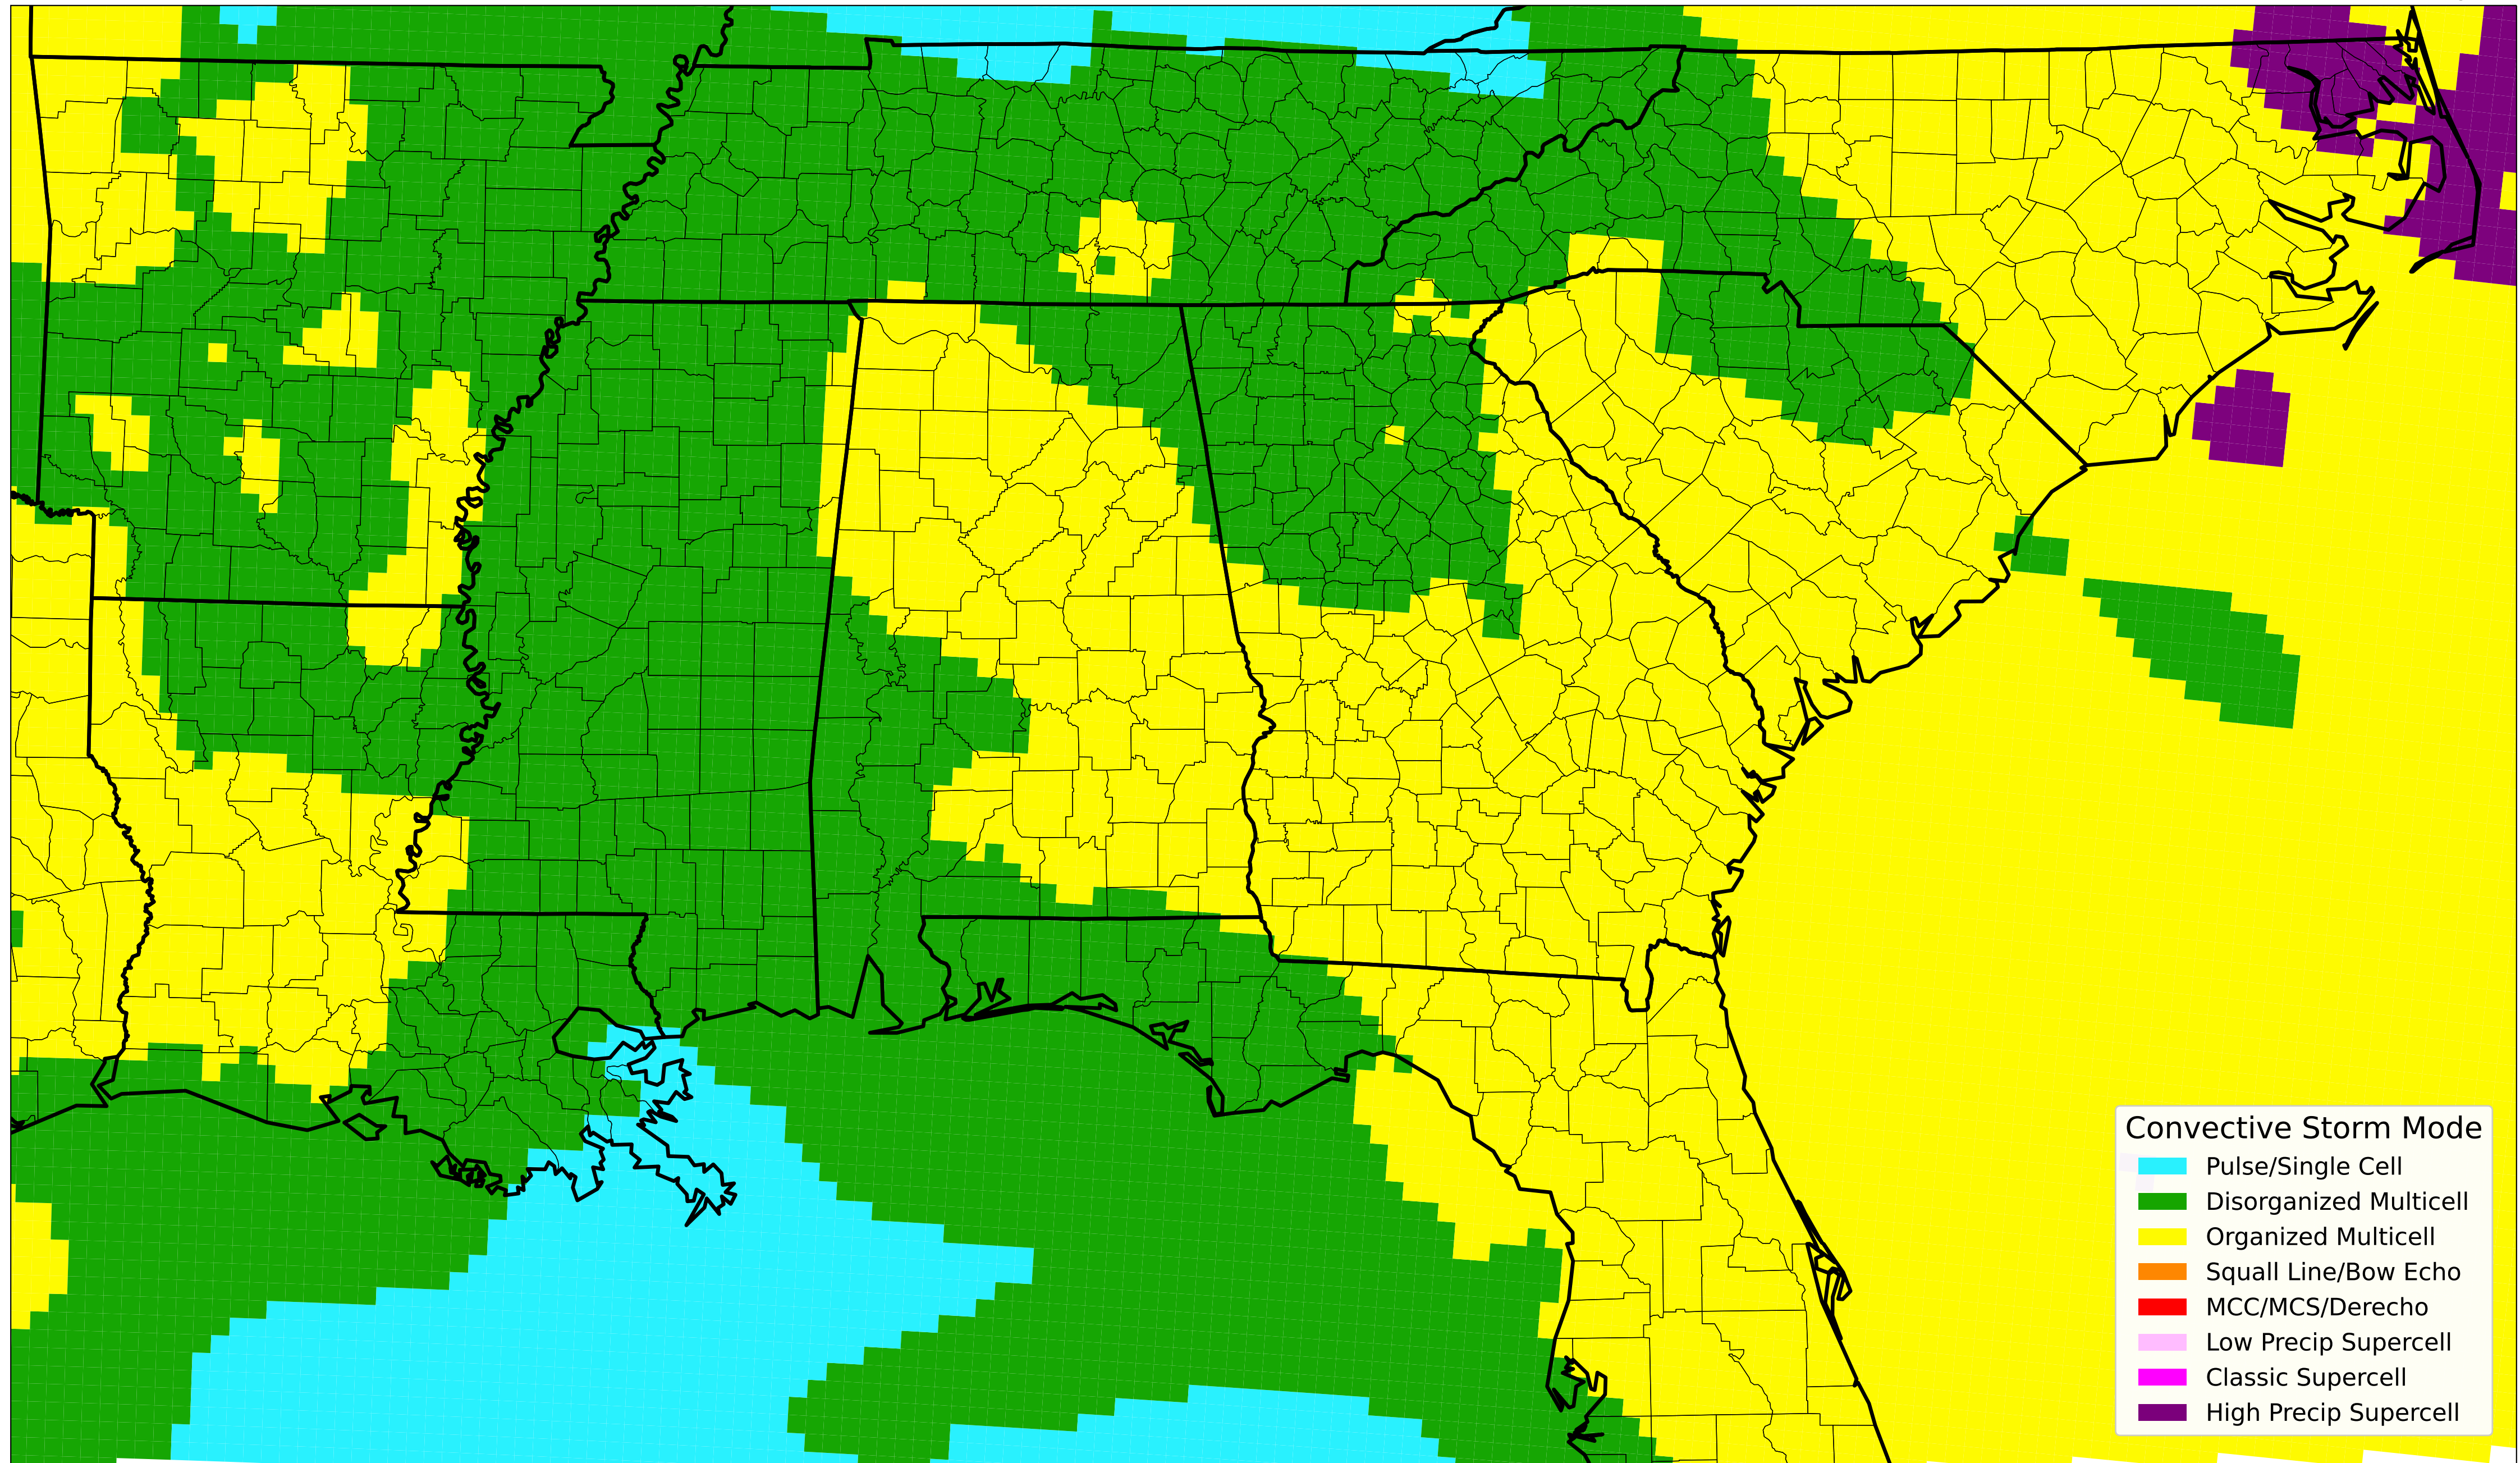 Convective Storm Mode
Pulse/Single Cell
Disorganized Multicell
Organized Multicell
Squall Line/Bow Echo
MCC/MCS/Derecho
Low Precip Supercell
Classic Supercell
High Precip Supercell